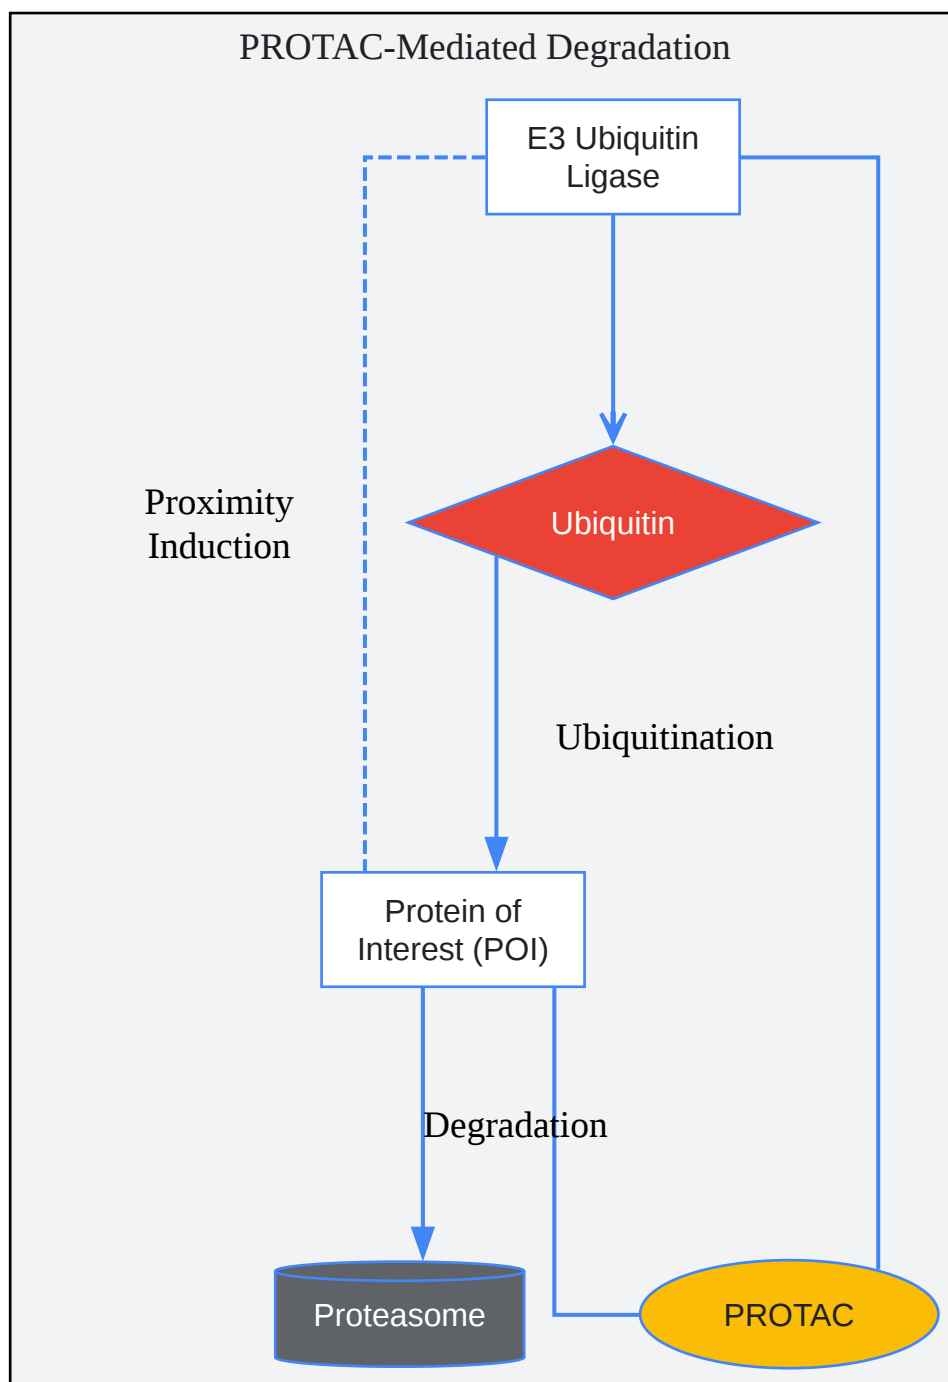 PROTAC-Mediated Degradation
E3 Ubiquitin
Ligase
Ubiquitin
Proximity
Induction
Ubiquitination
Protein of
Interest (POI)
Degradation
Proteasome
PROTAC